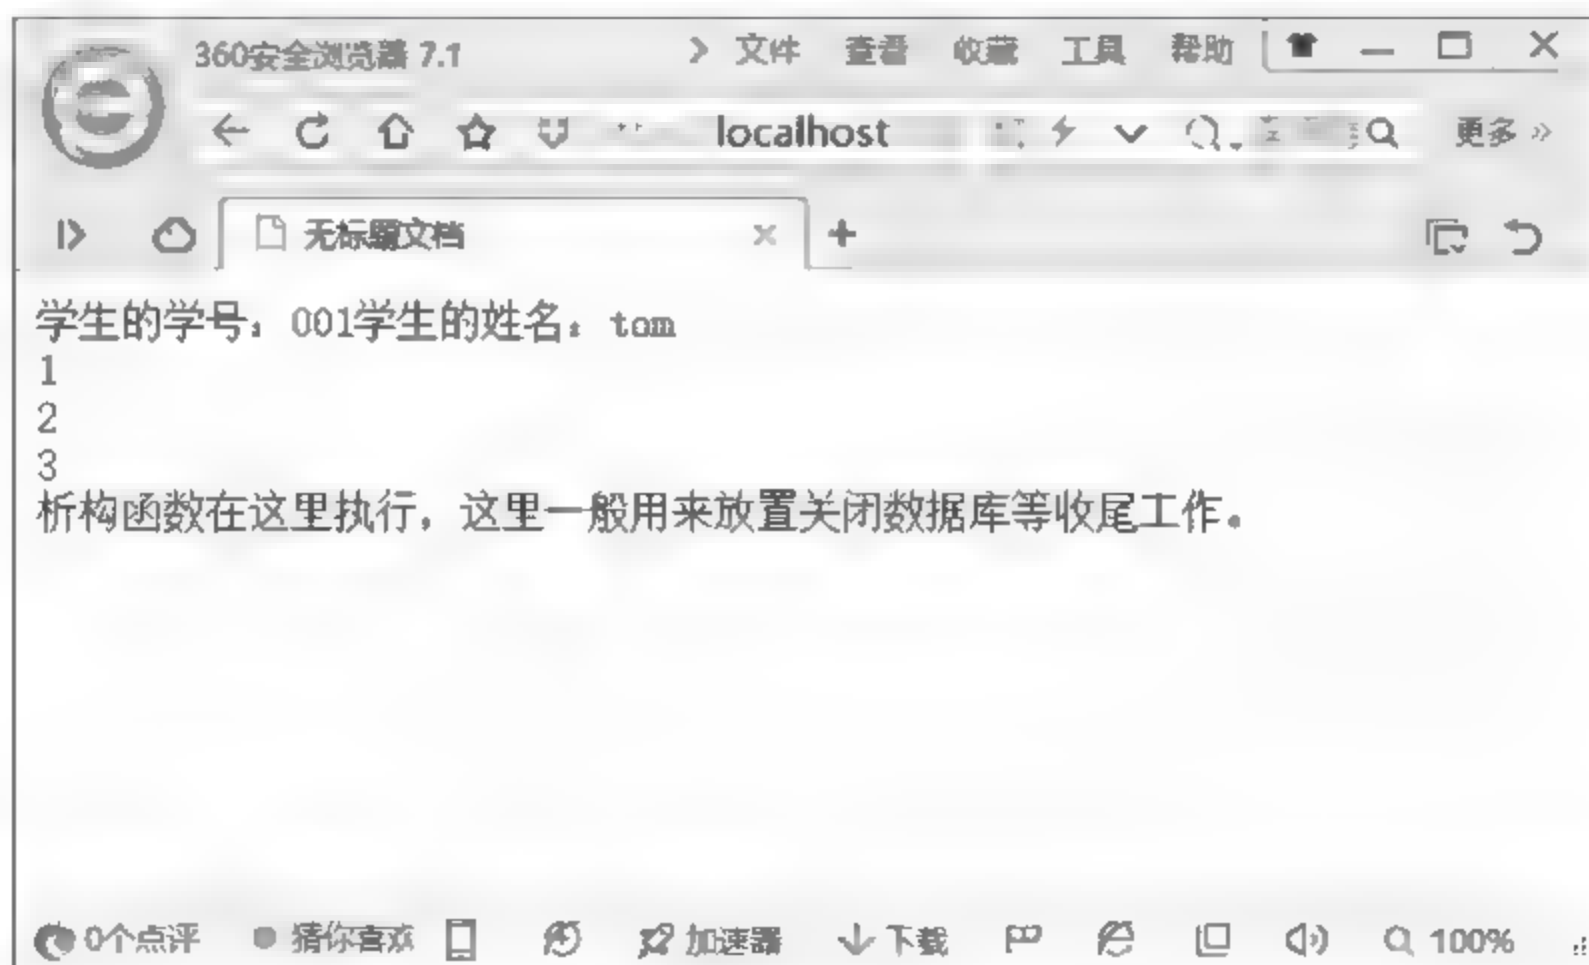 360安全浏览器 7.1 文件 查看 收藏 工具 帮助
localhost 更多
无标题文档
学生的学号：001学生的姓名：tom
1
2
3
析构函数在这里执行，这里一般用来放置关闭数据库等收尾工作。
0个点评 猜你喜欢 加速器 下载 100%